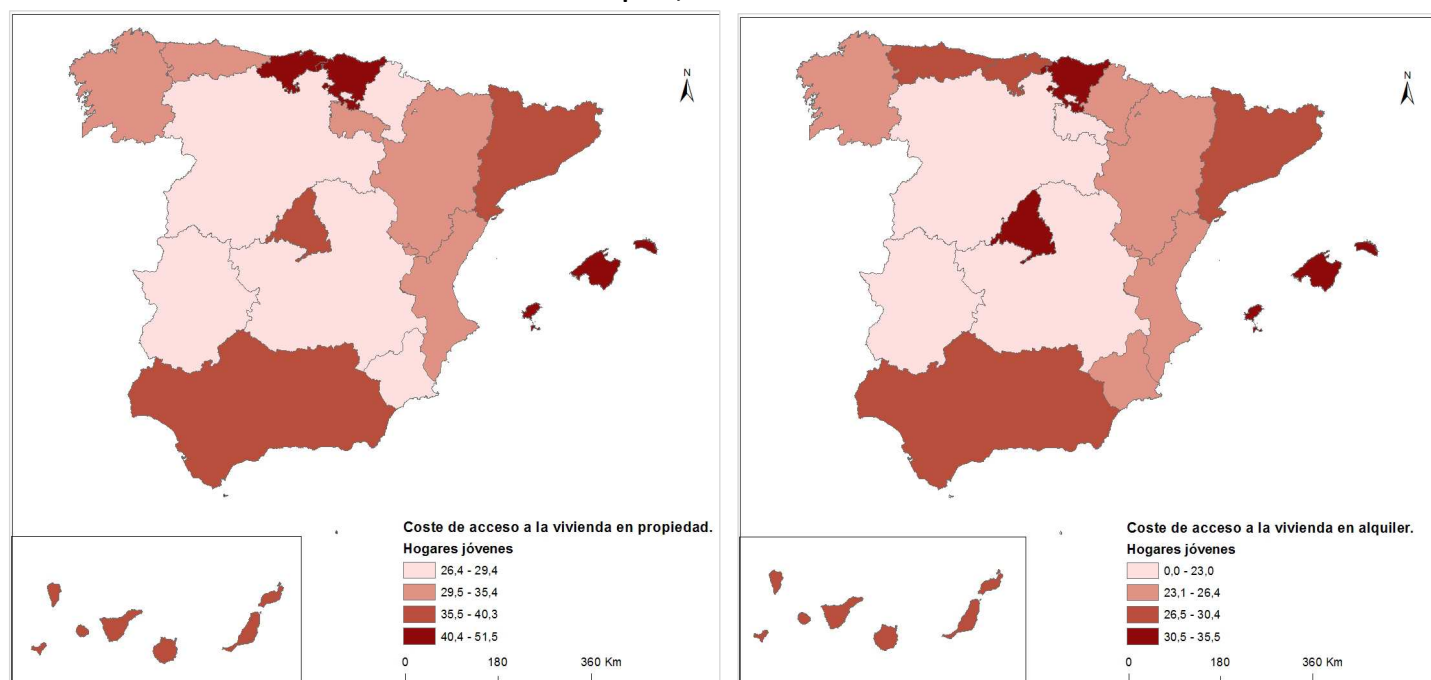 N
Coste de acceso a la vivienda en propiedad.
Hogares jóvenes
26,4 - 29,4
29,5 - 35,4
35,5 - 40,3
40,4 - 51,5
0 180 360 Km
N
Coste de acceso a la vivienda en alquiler.
Hogares jóvenes
0,0 - 23,0
23,1 - 26,4
26,5 - 30,4
30,5 - 35,5
0 180 360 Km